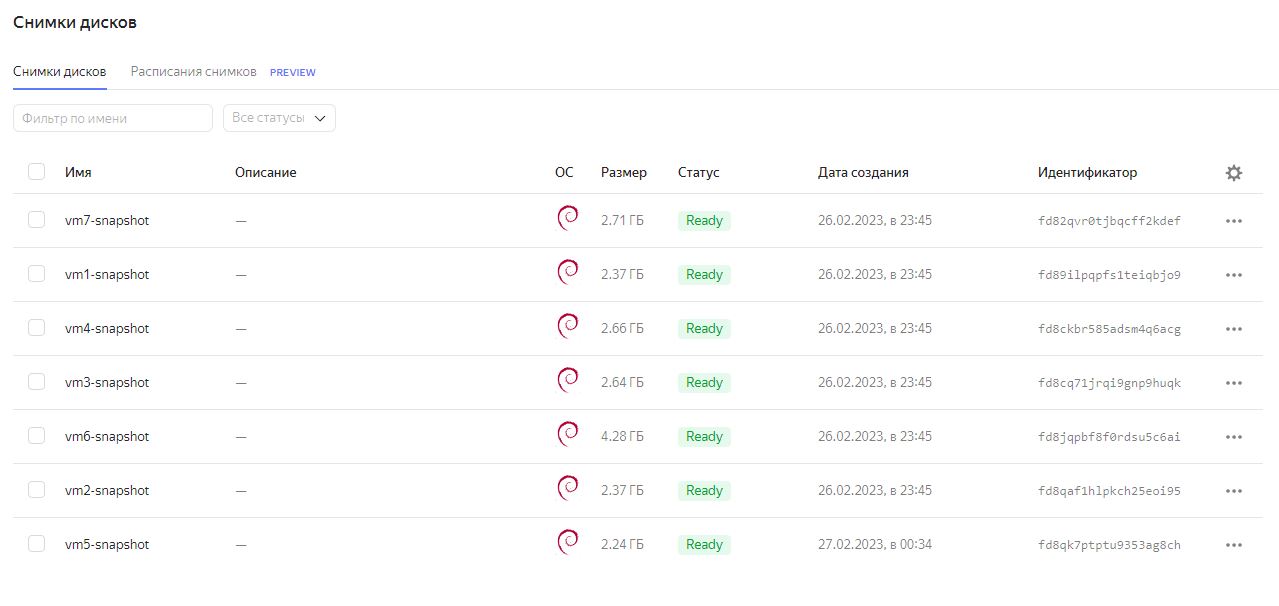 Снимки дисков
Снимки дисков Расписания снимков PREVIEW
Фильтр по имени Все статусы
Имя Описание ОС Размер Статус Дата создания Идентификатор
vm7-snapshot — 2.71 ГБ Ready 26.02.2023, в 23:45 fd82qvr0tjbqcff2kdef
vm1-snapshot — 2.37 ГБ Ready 26.02.2023, в 23:45 fd89ilpqpfs1teiqbjo9
vm4-snapshot — 2.66 ГБ Ready 26.02.2023, в 23:45 fd8ckbr585adsm4q6acg
vm3-snapshot — 2.64 ГБ Ready 26.02.2023, в 23:45 fd8cq71jrqi9gnp9huqk
vm6-snapshot — 4.28 ГБ Ready 26.02.2023, в 23:45 fd8jqpbf8f0rdsu5c6ai
vm2-snapshot — 2.37 ГБ Ready 26.02.2023, в 23:45 fd8qaf1hlpkch25eoi95
vm5-snapshot — 2.24 ГБ Ready 27.02.2023, в 00:34 fd8qk7ptptu9353ag8ch